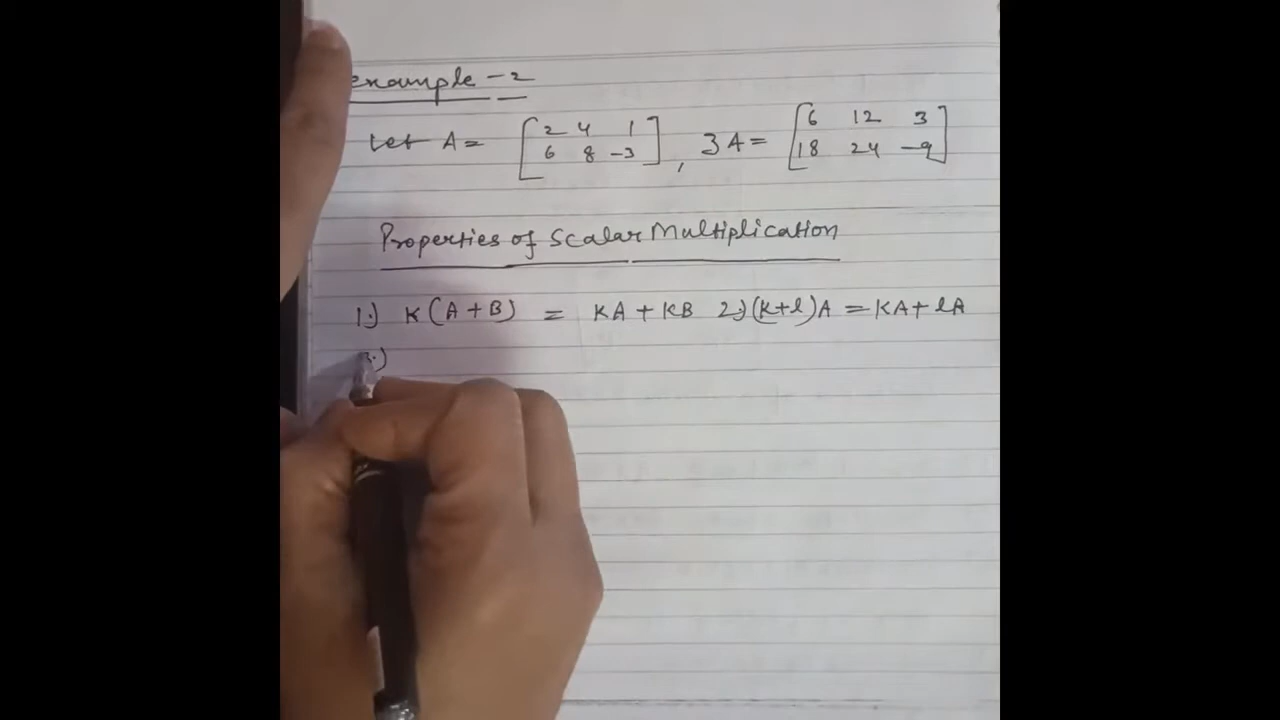 example - 2
Let A = [2 4 1
6 8 -3], 3A = [6 12 3
18 24 -9]
Properties of Scalar Multiplication
1.) K(A+B) = KA + KB 2.) (K+l)A = KA + lA
3.)